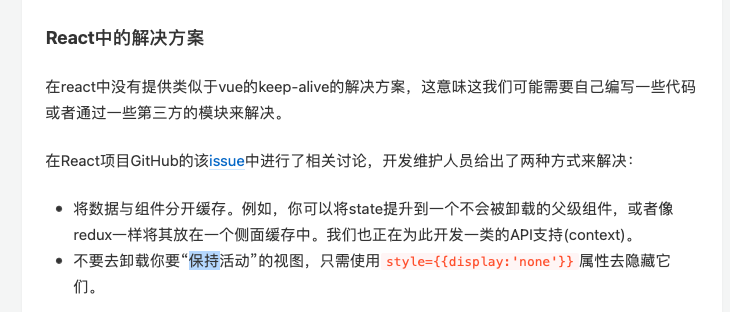 React中的解决方案
在react中没有提供类似于vue的keep-alive的解决方案，这意味这我们可能需要自己编写一些代码
或者通过一些第三方的模块来解决。
在React项目GitHub的该issue中进行了相关讨论，开发维护人员给出了两种方式来解决：
将数据与组件分开缓存。例如，你可以将state提升到一个不会被卸载的父级组件，或者像
redux一样将其放在一个侧面缓存中。我们也正在为此开发一类的API支持(context)。
不要去卸载你要“保持活动”的视图，只需使用 style={{display:'none'}} 属性去隐藏它
们。